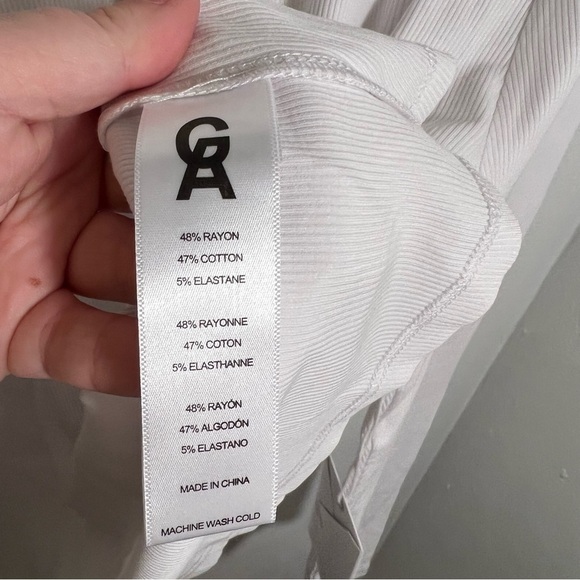 GA
48% RAYON
47% COTTON
5% ELASTANE
48% RAYONNE
47% COTON
5% ELASTHANNE
48% RAYÓN
47% ALGODÓN
5% ELASTANO
MADE IN CHINA
MACHINE WASH COLD